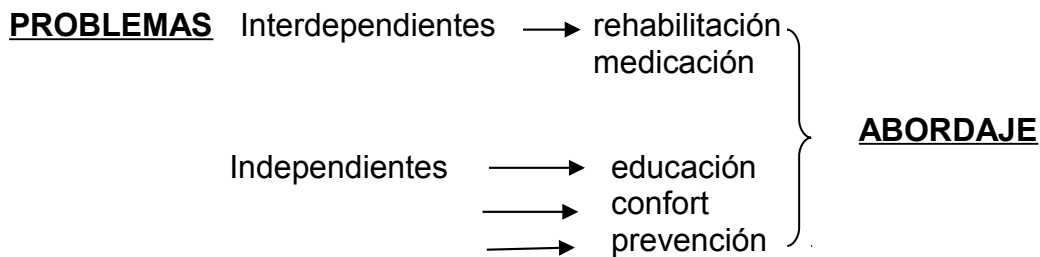 PROBLEMAS Interdependientes rehabilitación
medicación
ABORDAJE
Independientes educación
confort
prevención